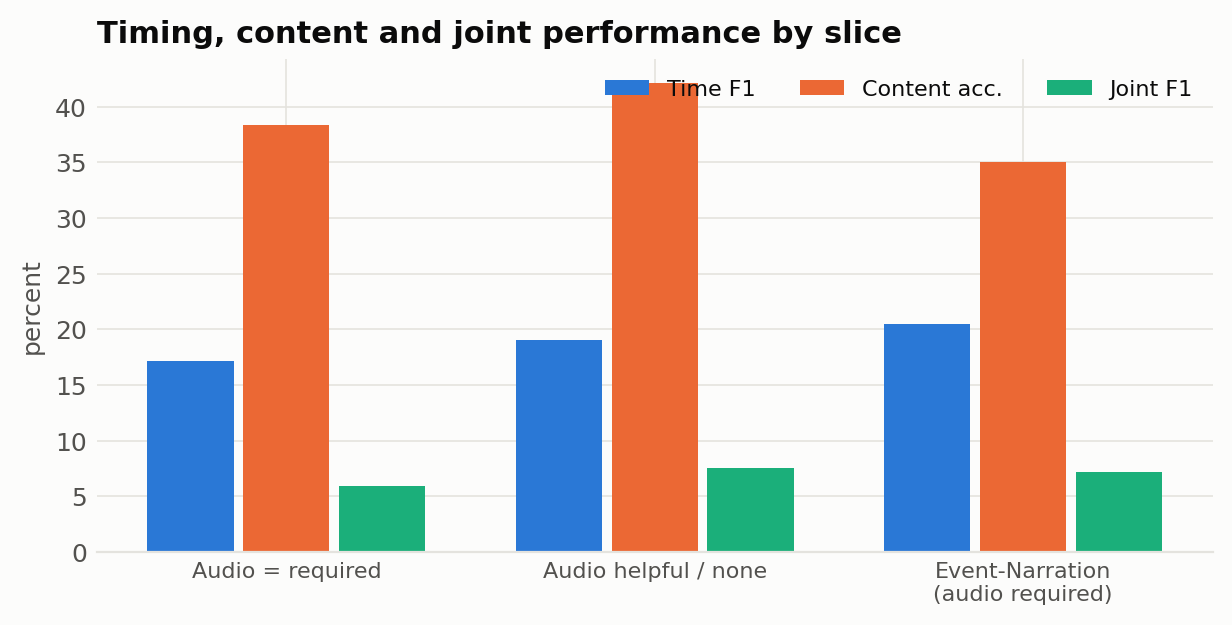 Timing, content and joint performance by slice
Time F1 Content acc. Joint F1
percent
40
35
30
25
20
15
10
5
0
Audio = required Audio helpful / none Event-Narration
(audio required)